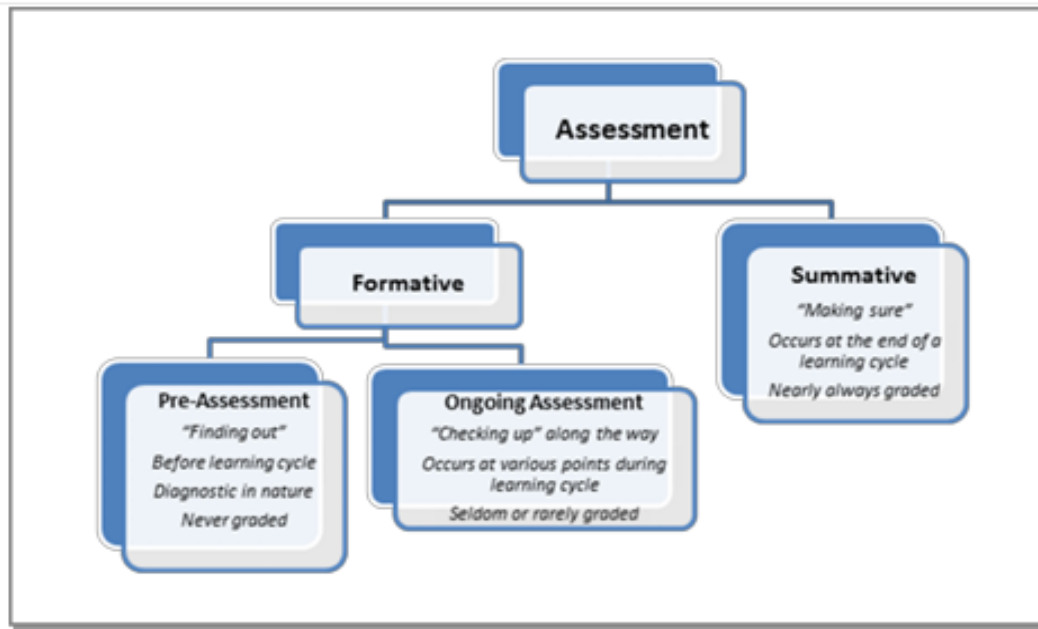 Assessment
Formative
Summative
"Making sure"
Occurs at the end of a
learning cycle
Nearly always graded
Pre-Assessment
"Finding out"
Before learning cycle
Diagnostic in nature
Never graded
Ongoing Assessment
"Checking up" along the way
Occurs at various points during
learning cycle
Seldom or rarely graded